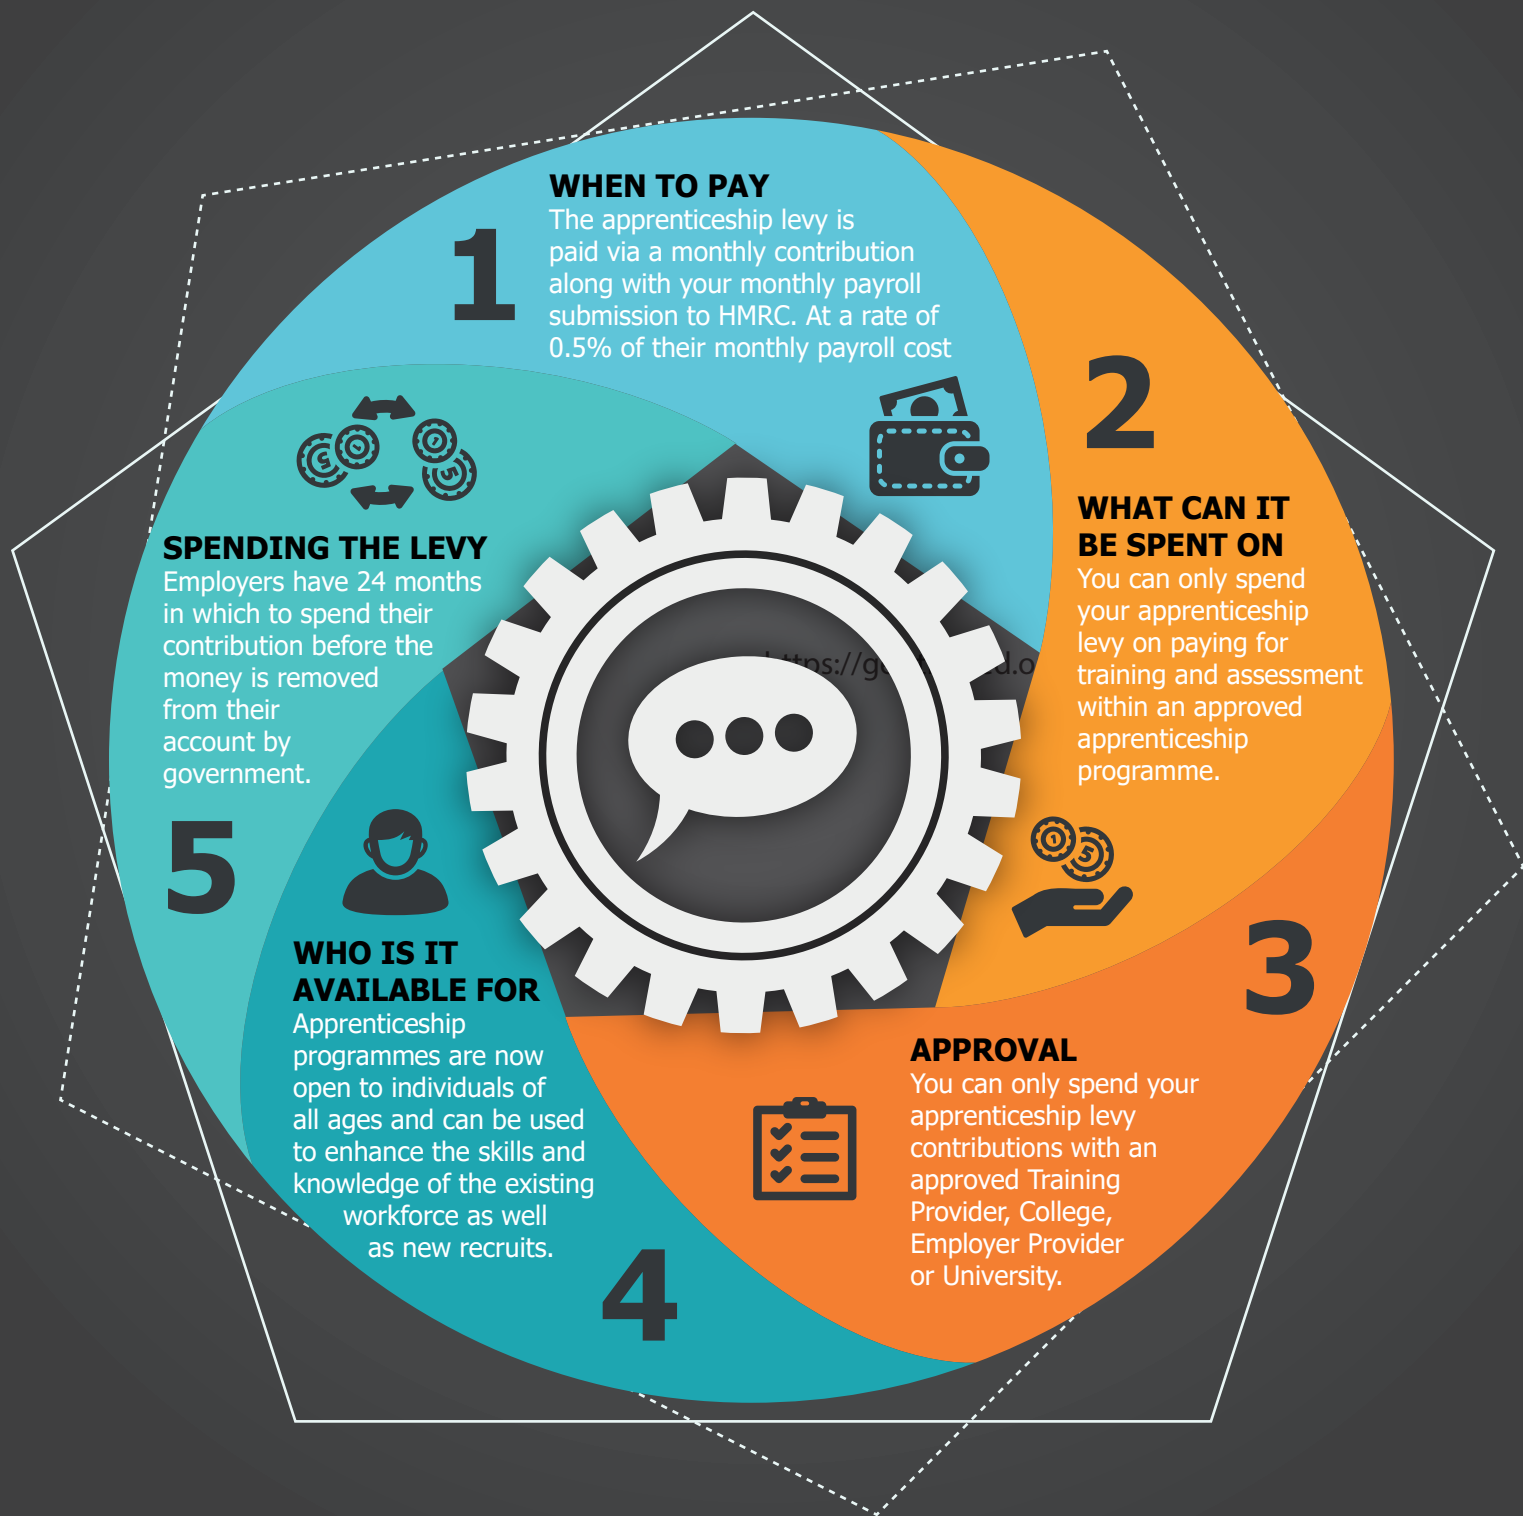 1
WHEN TO PAY
The apprenticeship levy is
paid via a monthly contribution
along with your monthly payroll
submission to HMRC. At a rate of
0.5% of their monthly payroll cost
2
WHAT CAN IT
BE SPENT ON
You can only spend
your apprenticeship
levy on paying for
training and assessment
within an approved
apprenticeship
programme.
3
APPROVAL
You can only spend your
apprenticeship levy
contributions with an
approved Training
Provider, College,
Employer Provider
or University.
4
WHO IS IT
AVAILABLE FOR
Apprenticeship
programmes are now
open to individuals of
all ages and can be used
to enhance the skills and
knowledge of the existing
workforce as well
as new recruits.
5
SPENDING THE LEVY
Employers have 24 months
in which to spend their
contribution before the
money is removed
from their
account by
government.